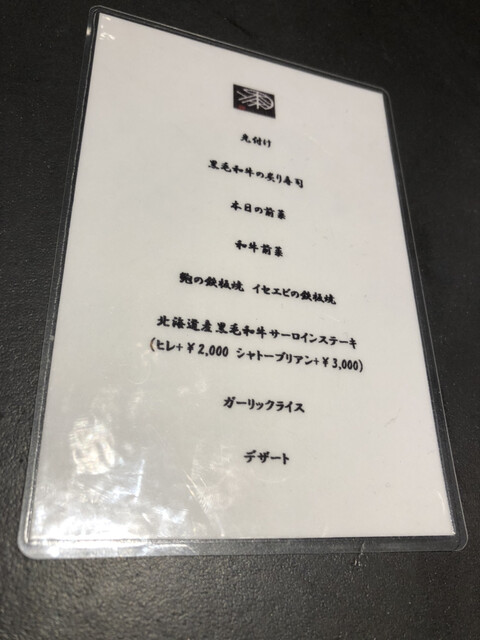 先付け
黒毛和牛の炙り寿司
本日の前菜
和牛前菜
鮑の鉄板焼 イセエビの鉄板焼
北海道産黒毛和牛サーロインステーキ
(ヒレ+¥2,000 シャトーブリアン+¥3,000)
ガーリックライス
デザート